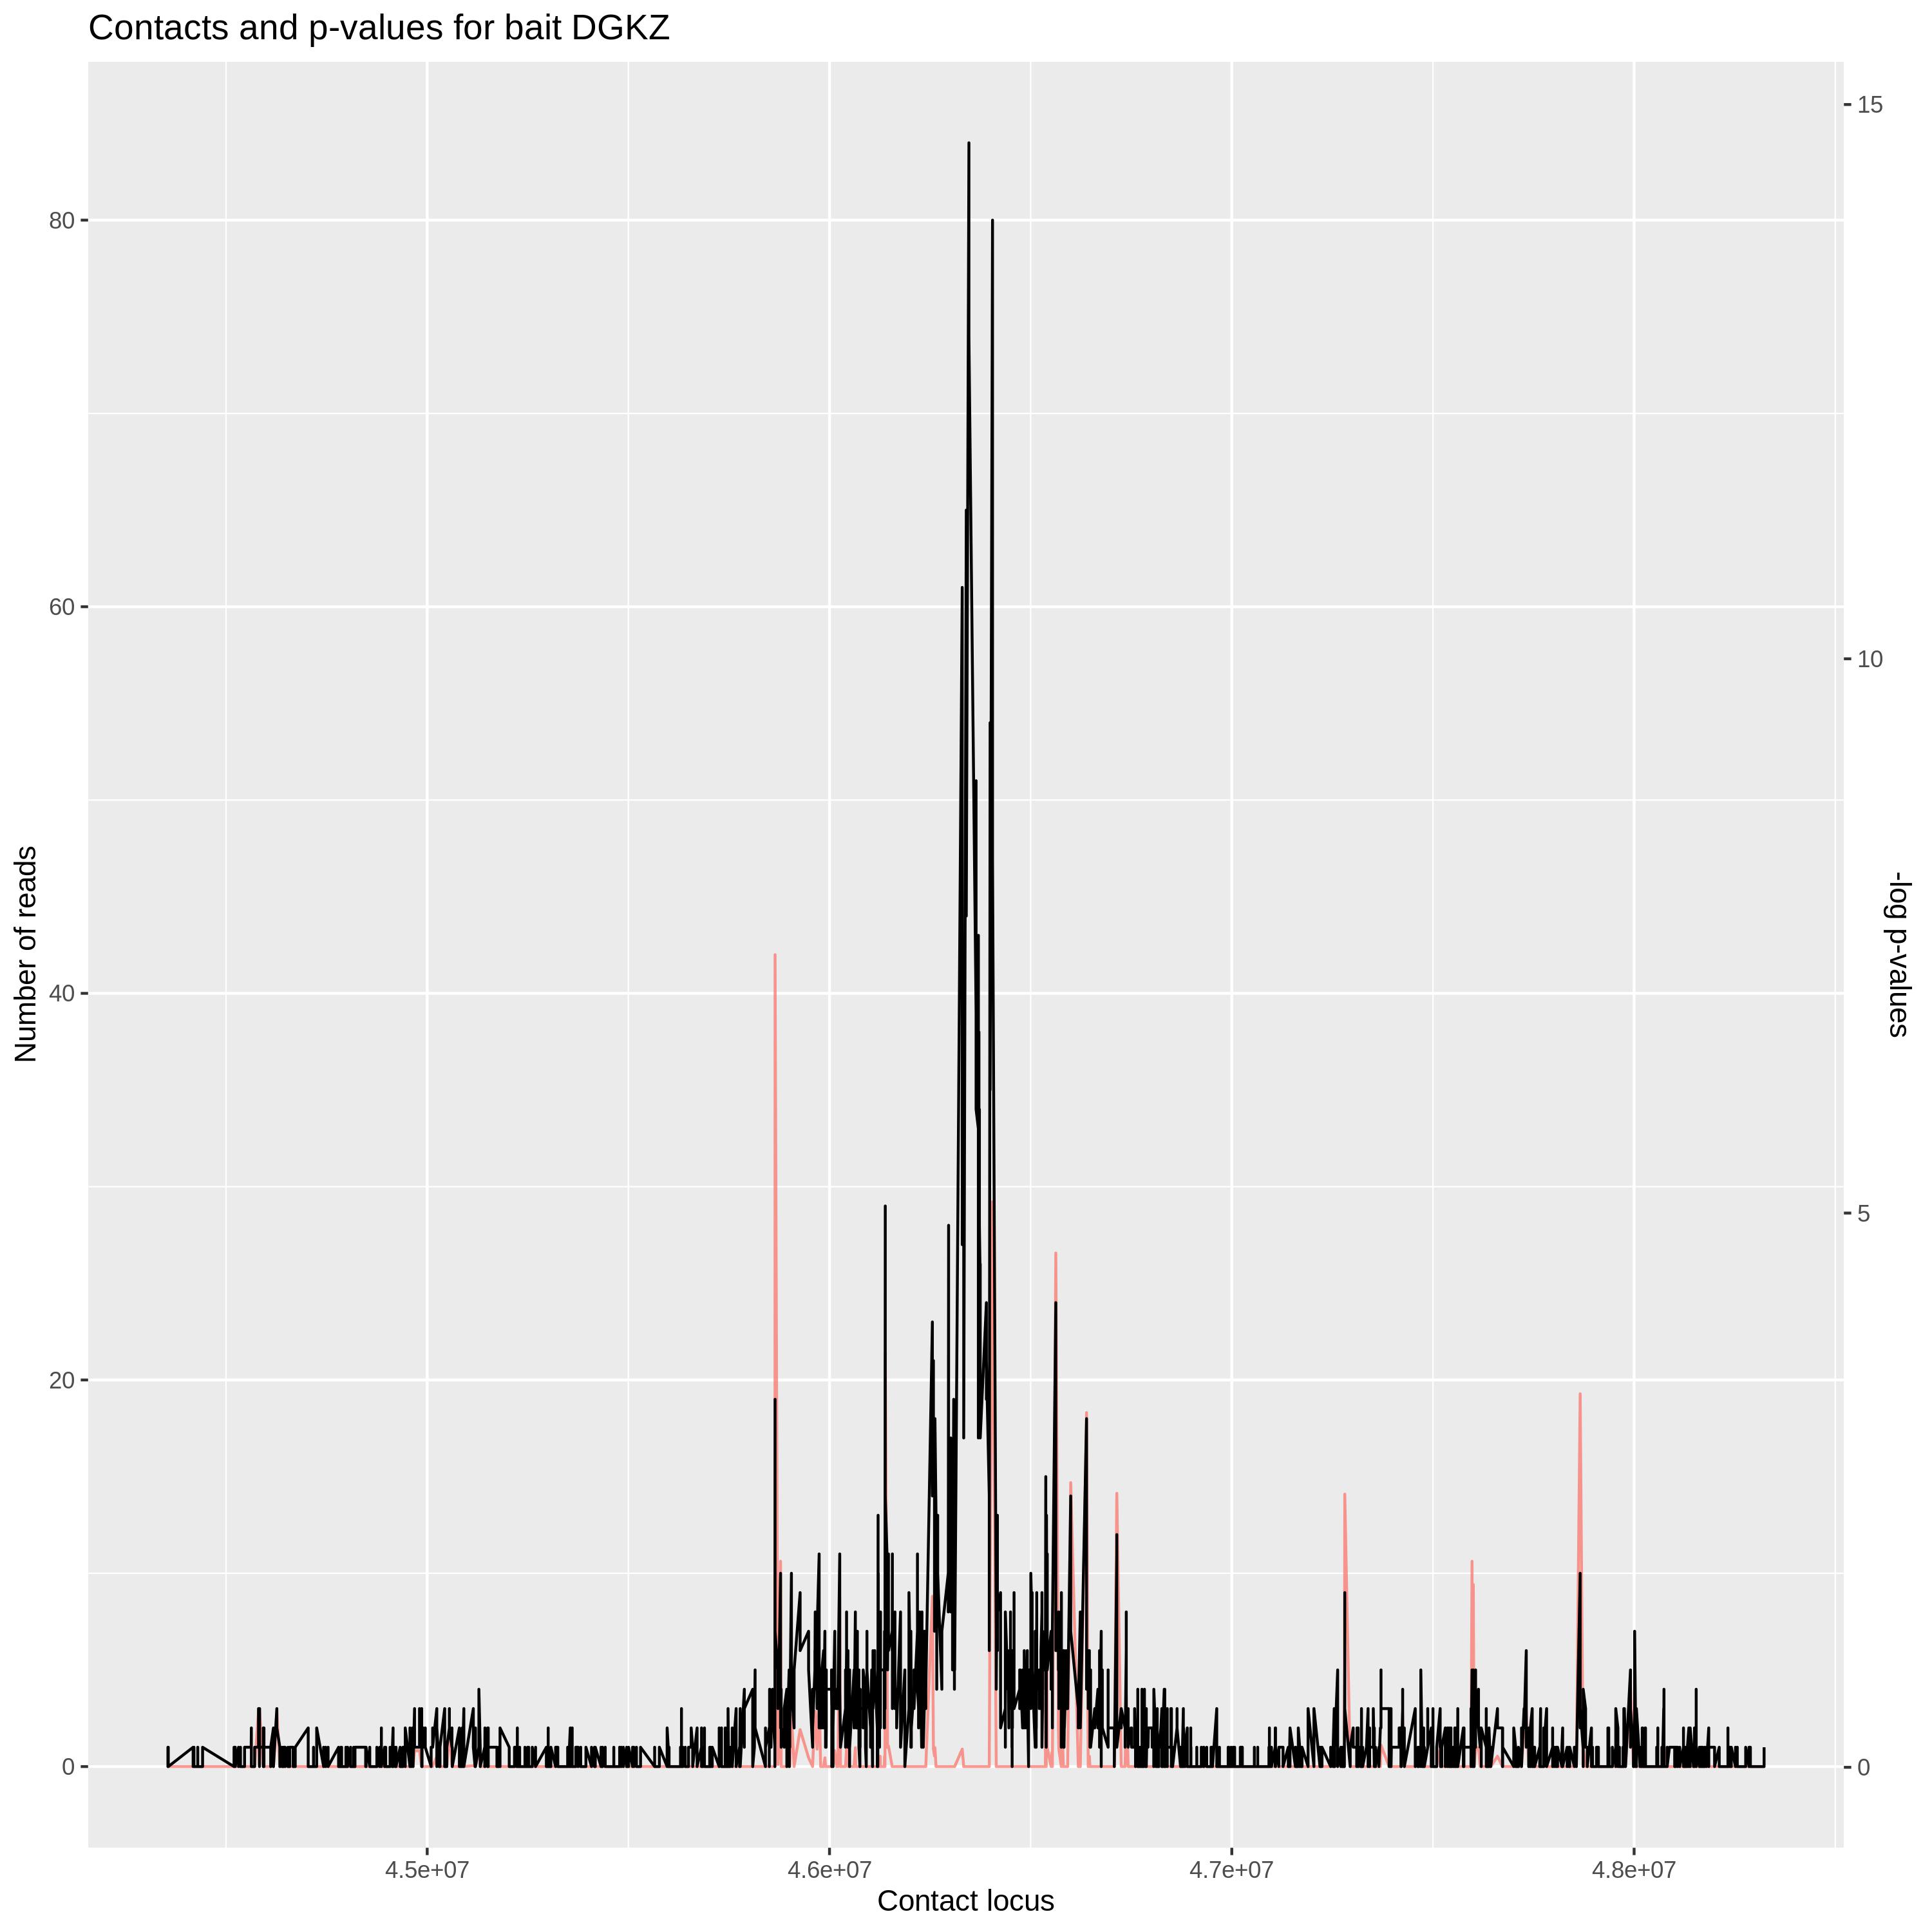 Contacts and p-values for bait DGKZ
15
80
60
10
40
5
20
0
0
Number of reads
-log p-values
4.5e+07
4.6e+07
4.7e+07
4.8e+07
Contact locus